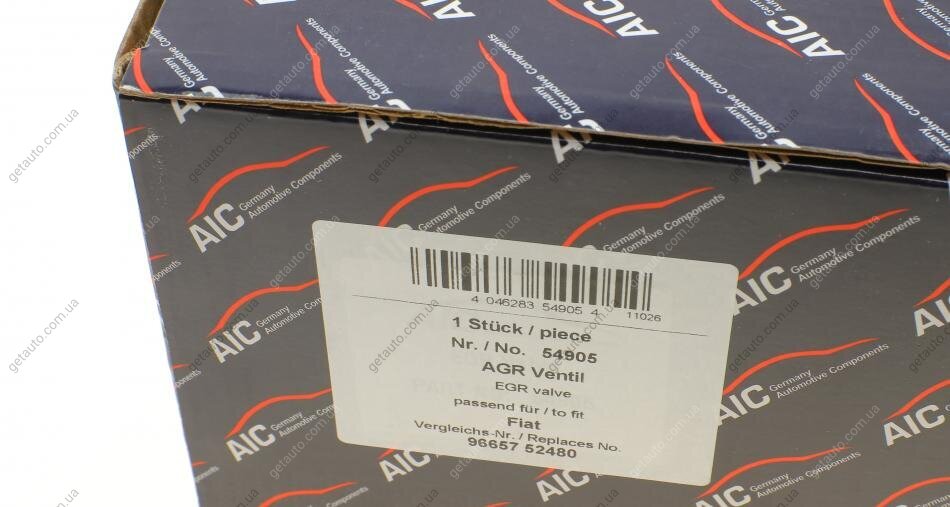 AIC Germany Automotive Components
4 046283 54905 4 11026
1 Stück / piece
Nr. / No. 54905
AGR Ventil
EGR valve
passend für / to fit
Fiat
Vergleichs-Nr. / Replaces No.
96657 52480
getauto.com.ua